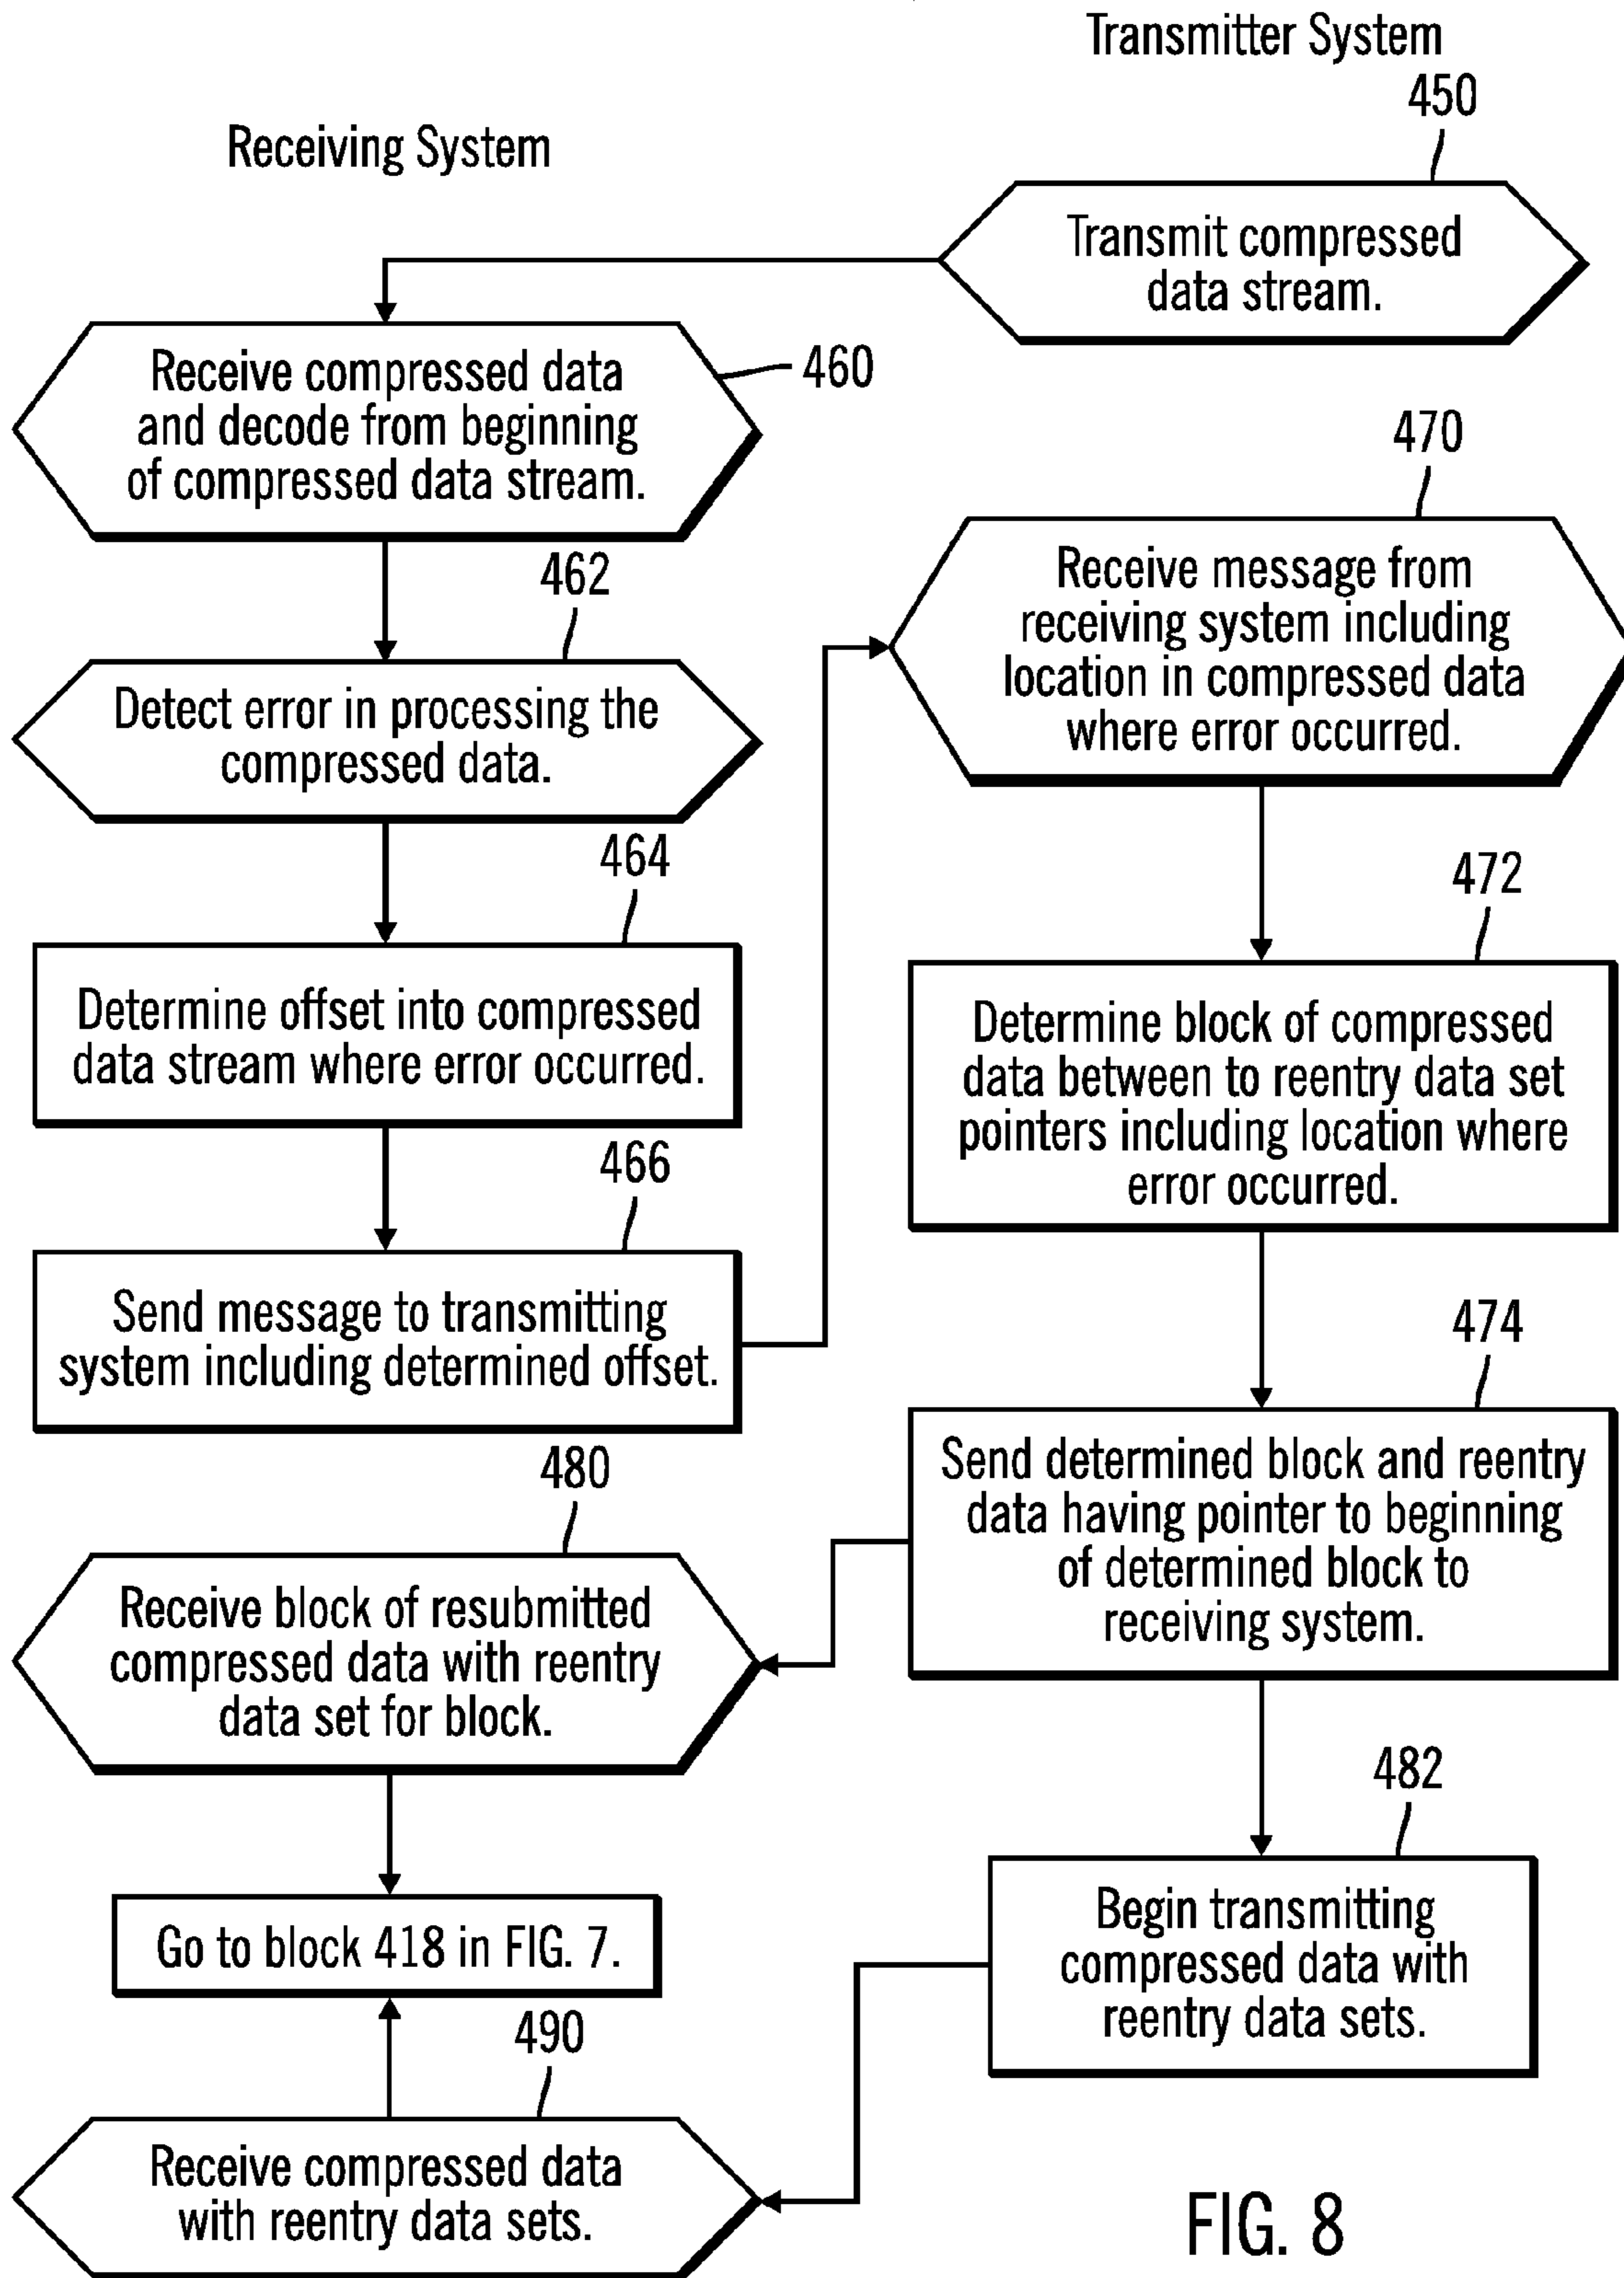 Transmitter System
450
Receiving System
Transmit compressed
data stream.
Receive compressed data
and decode from beginning
of compressed data stream.
460
470
462
Receive message from
receiving system including
location in compressed data
where error occurred.
Detect error in processing the
compressed data.
464
472
Determine offset into compressed
data stream where error occurred.
Determine block of compressed
data between to reentry data set
pointers including location where
error occurred.
466
Send message to transmitting
system including determined offset.
474
480
Send determined block and reentry
data having pointer to beginning
of determined block to
receiving system.
Receive block of resubmitted
compressed data with reentry
data set for block.
482
Go to block 418 in FIG. 7.
Begin transmitting
compressed data with
reentry data sets.
490
Receive compressed data
with reentry data sets.
FIG. 8